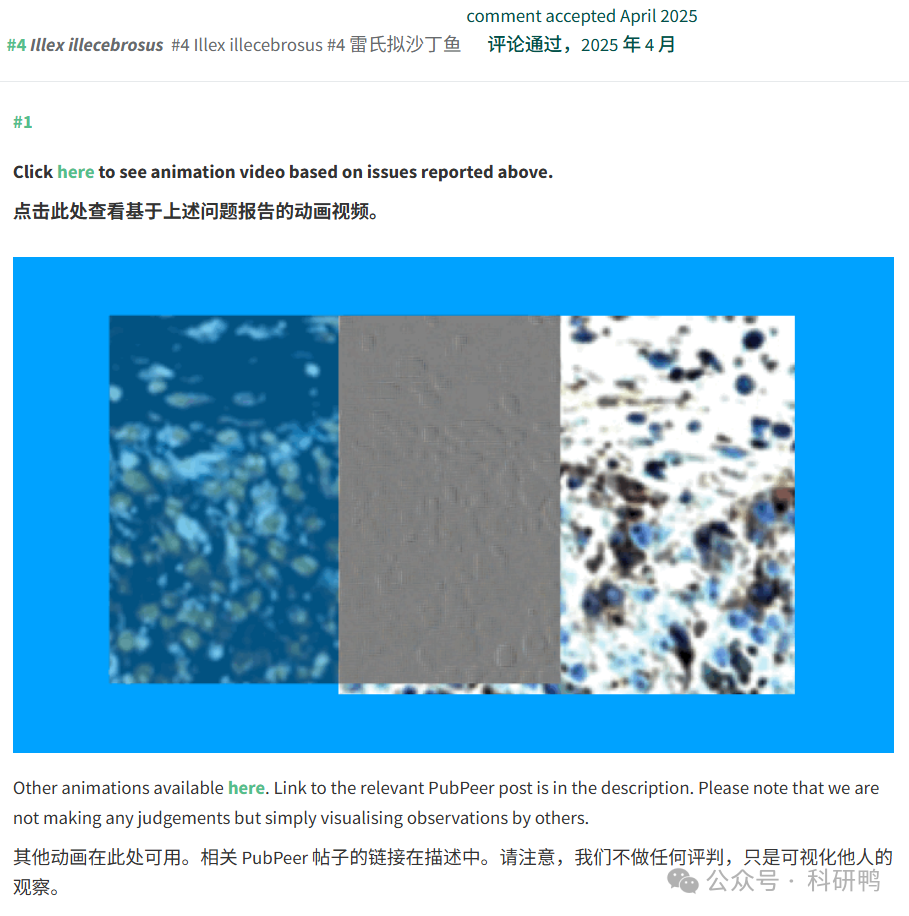 comment accepted April 2025
#4 Illex illecebrosus #4 Illex illecebrosus #4 雷氏拟沙丁鱼 评论通过，2025 年 4 月
#1
Click here to see animation video based on issues reported above.
点击此处查看基于上述问题报告的动画视频。
Other animations available here. Link to the relevant PubPeer post is in the description. Please note that we are
not making any judgements but simply visualising observations by others.
其他动画在此处可用。相关 PubPeer 帖子的链接在描述中。请注意，我们不做任何评判，只是可视化他人的
观察。
公众号 · 科研鸭